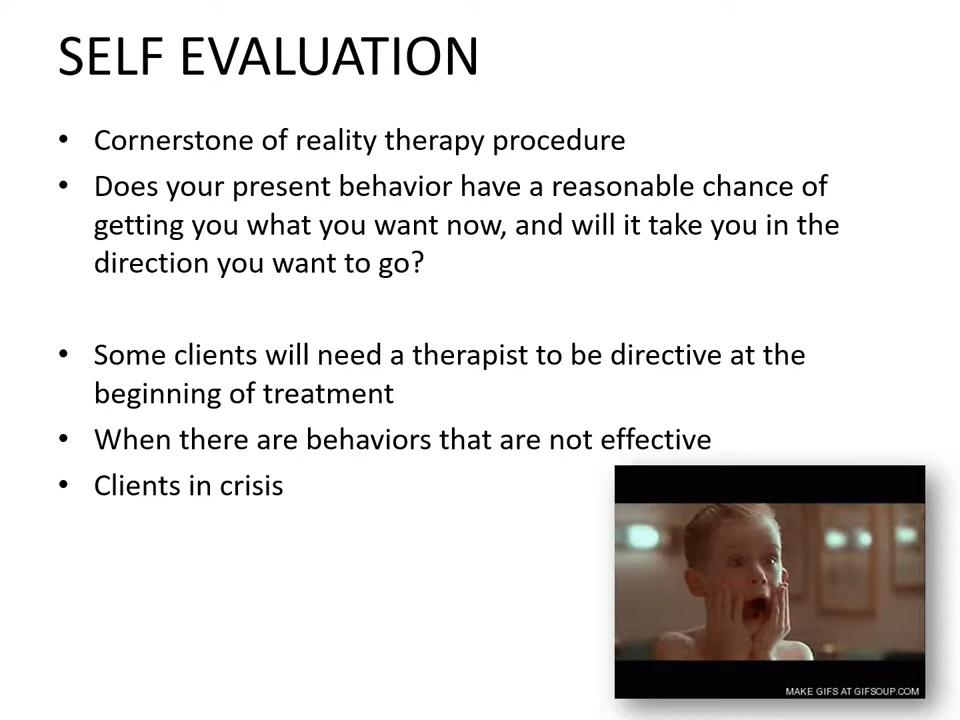 SELF EVALUATION
• Cornerstone of reality therapy procedure
• Does your present behavior have a reasonable chance of
getting you what you want now, and will it take you in the
direction you want to go?
• Some clients will need a therapist to be directive at the
beginning of treatment
• When there are behaviors that are not effective
• Clients in crisis
MAKE GIFS AT GIFSOUP.COM